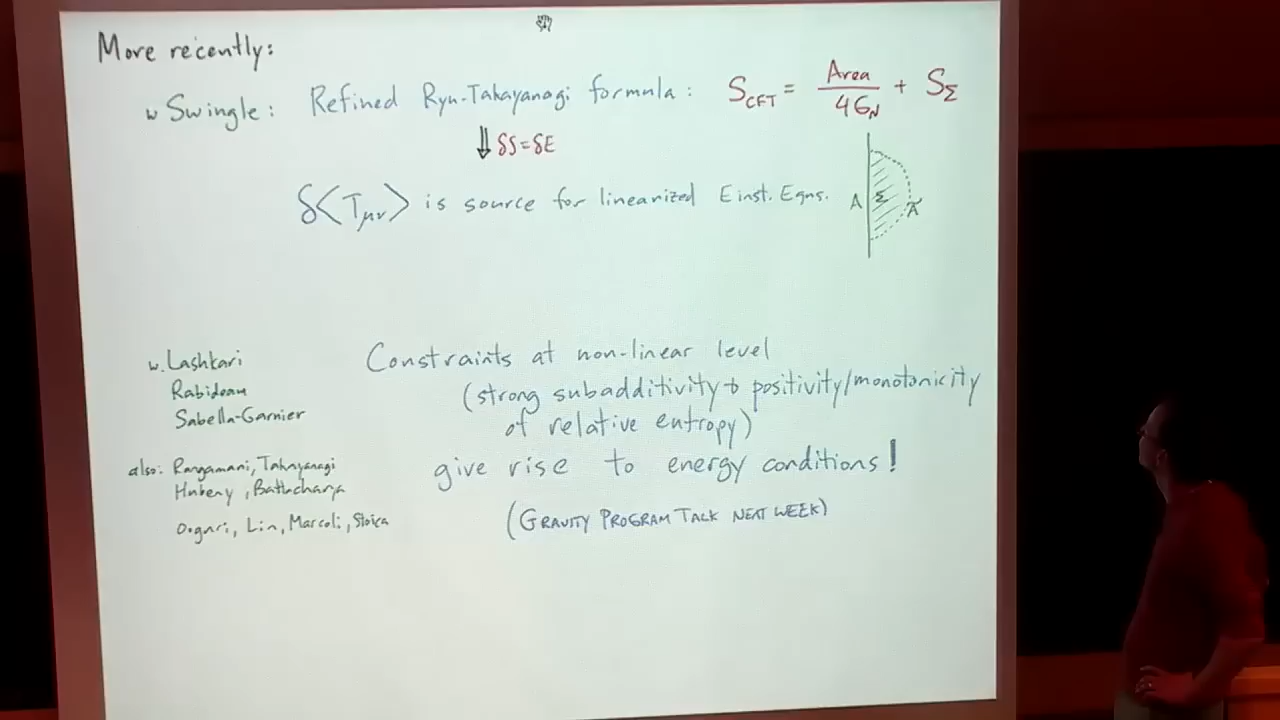 More recently:
w Swingle: Refined Ryu-Takayanagi formula: S_CFT = Area / 4G_N + S_Σ
⇓ δS=δE
δ<T_μν> is source for linearized Einst. Eqns.
A Σ Ã
w. Lashkari
Rabideau
Sabella-Garnier
Constraints at non-linear level
(strong subadditivity + positivity/monotonicity
of relative entropy)
give rise to energy conditions!
also: Rangamani, Takayanagi
Hubeny, Battacharya
Ooguri, Lin, Marcoli, Stoica
(GRAVITY PROGRAM TALK NEXT WEEK)